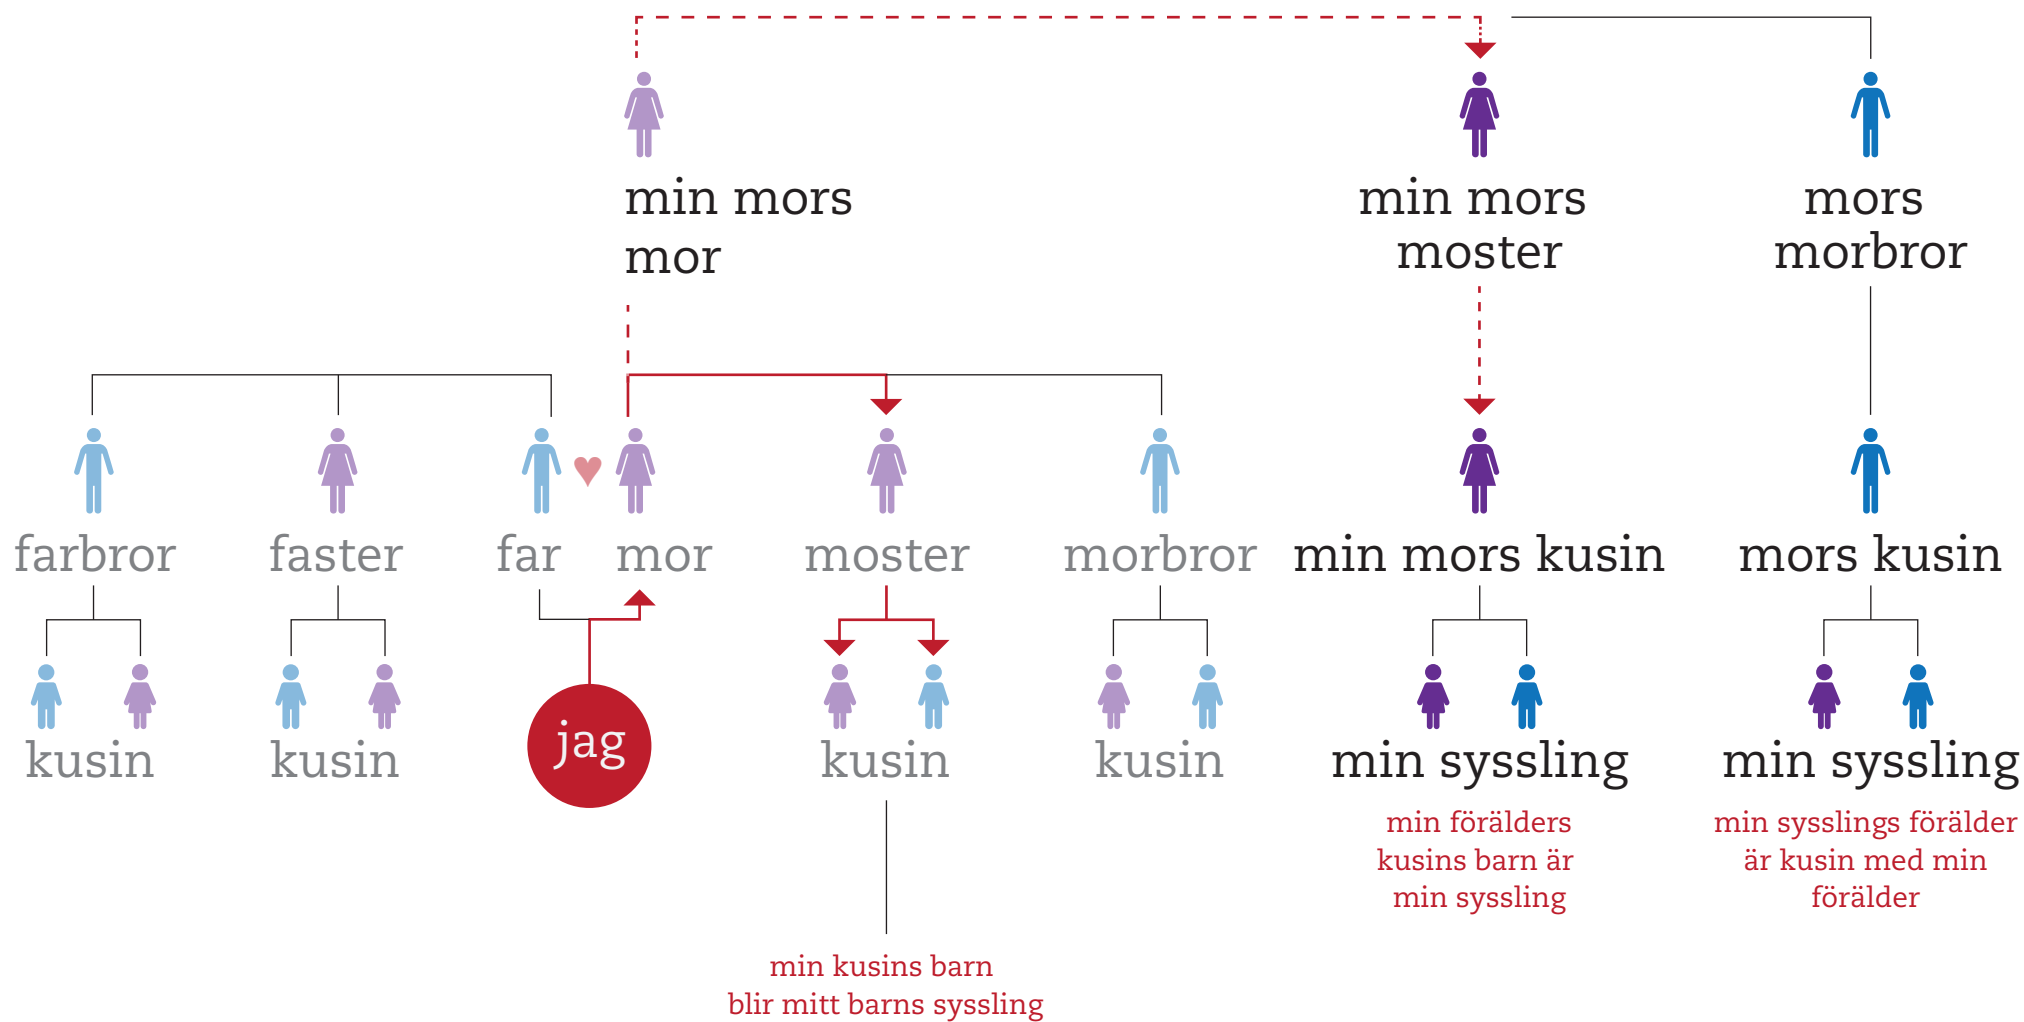 min mors
mor
min mors
moster
mors
morbror
farbror
faster
far
mor
moster
morbror
min mors kusin
mors kusin
kusin
kusin
jag
kusin
kusin
min syssling
min syssling
min förälders
kusins barn är
min syssling
min sysslings förälder
är kusin med min
förälder
min kusins barn
blir mitt barns syssling